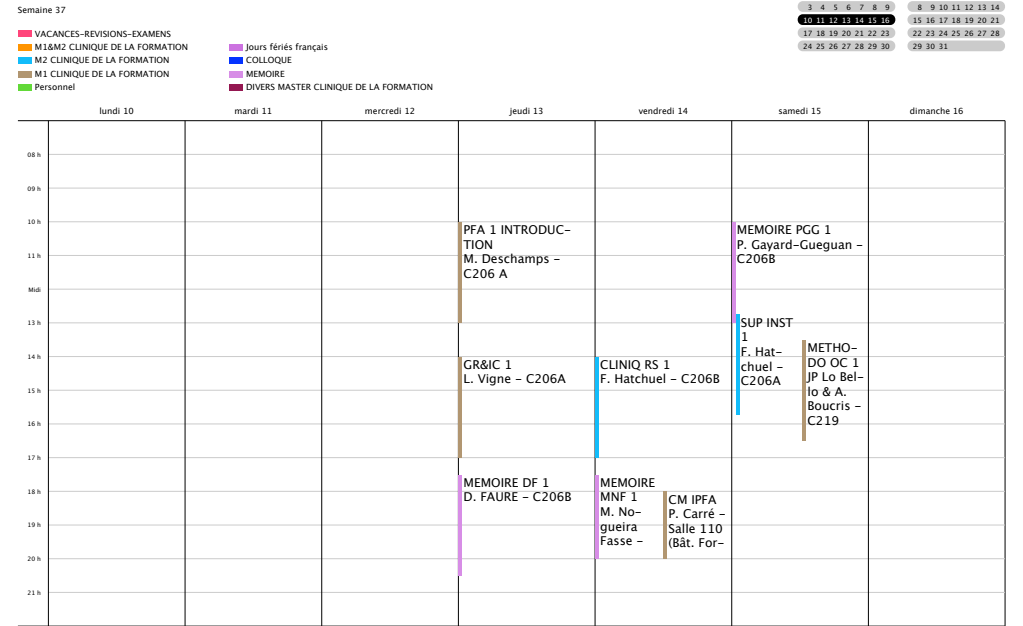 Semaine 37
3 4 5 6 7 8 9
10 11 12 13 14 15 16
17 18 19 20 21 22 23
24 25 26 27 28 29 30
8 9 10 11 12 13 14
15 16 17 18 19 20 21
22 23 24 25 26 27 28
29 30 31
VACANCES-REVISIONS-EXAMENS
M1&M2 CLINIQUE DE LA FORMATION
M2 CLINIQUE DE LA FORMATION
M1 CLINIQUE DE LA FORMATION
Personnel
Jours fériés français
COLLOQUE
MEMOIRE
DIVERS MASTER CLINIQUE DE LA FORMATION
lundi 10
mardi 11
mercredi 12
jeudi 13
vendredi 14
samedi 15
dimanche 16
08 h
09 h
10 h
11 h
Midi
13 h
14 h
15 h
16 h
17 h
18 h
19 h
20 h
21 h
PFA 1 INTRODUC-
TION
M. Deschamps -
C206 A
GR&IC 1
L. Vigne - C206A
MEMOIRE DF 1
D. FAURE - C206B
CLINIQ RS 1
F. Hatchuel - C206B
MEMOIRE
MNF 1
M. No-
gueira
Fasse -
CM IPFA
P. Carré -
Salle 110
(Bât. For-
MEMOIRE PGG 1
P. Gayard-Gueguan -
C206B
SUP INST
1
F. Hat-
chuel -
C206A
METHO-
DO OC 1
JP Lo Bel-
lo & A.
Boucris -
C219